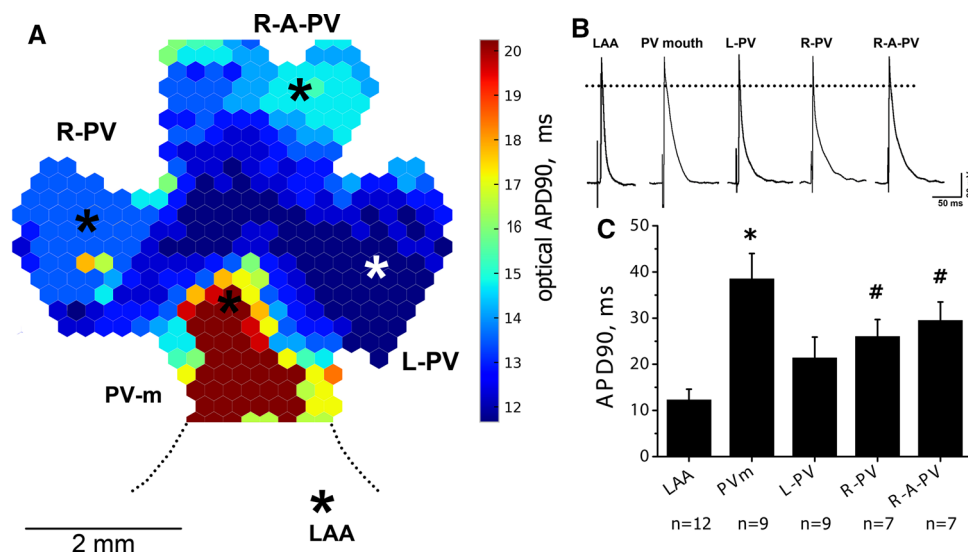 A
R-A-PV
*
R-PV
*
*
*
L-PV
PV-m
*
LAA
2 mm
20
19
18
17
16
15
14
13
12
optical APD90, ms
B
LAA PV mouth L-PV R-PV R-A-PV
50 ms
C
50
40
30
20
10
0
APD90, ms
*
#
#
LAA PVm L-PV R-PV R-A-PV
n=12 n=9 n=9 n=7 n=7